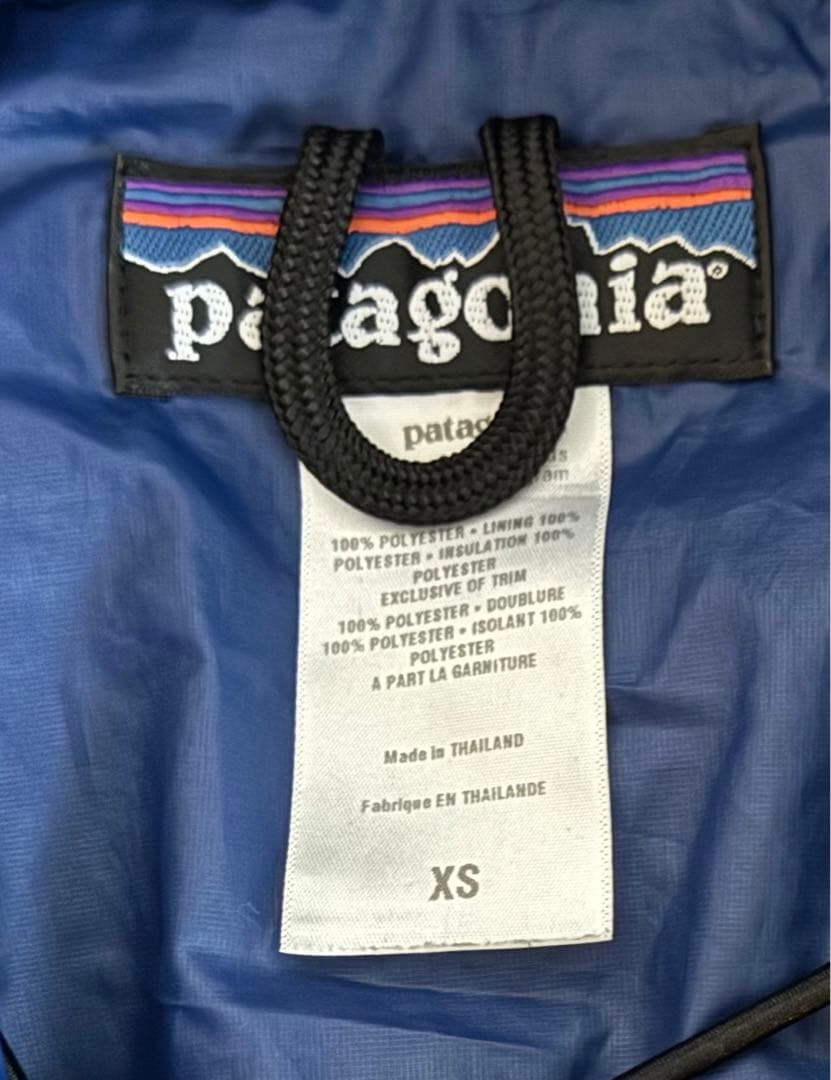 patagonia®
patag
100% POLYESTER • LINING 100%
POLYESTER • INSULATION 100%
POLYESTER
EXCLUSIVE OF TRIM
100% POLYESTER • DOUBLURE
100% POLYESTER • ISOLANT 100%
POLYESTER
A PART LA GARNITURE
Made in THAILAND
Fabrique EN THAILANDE
XS